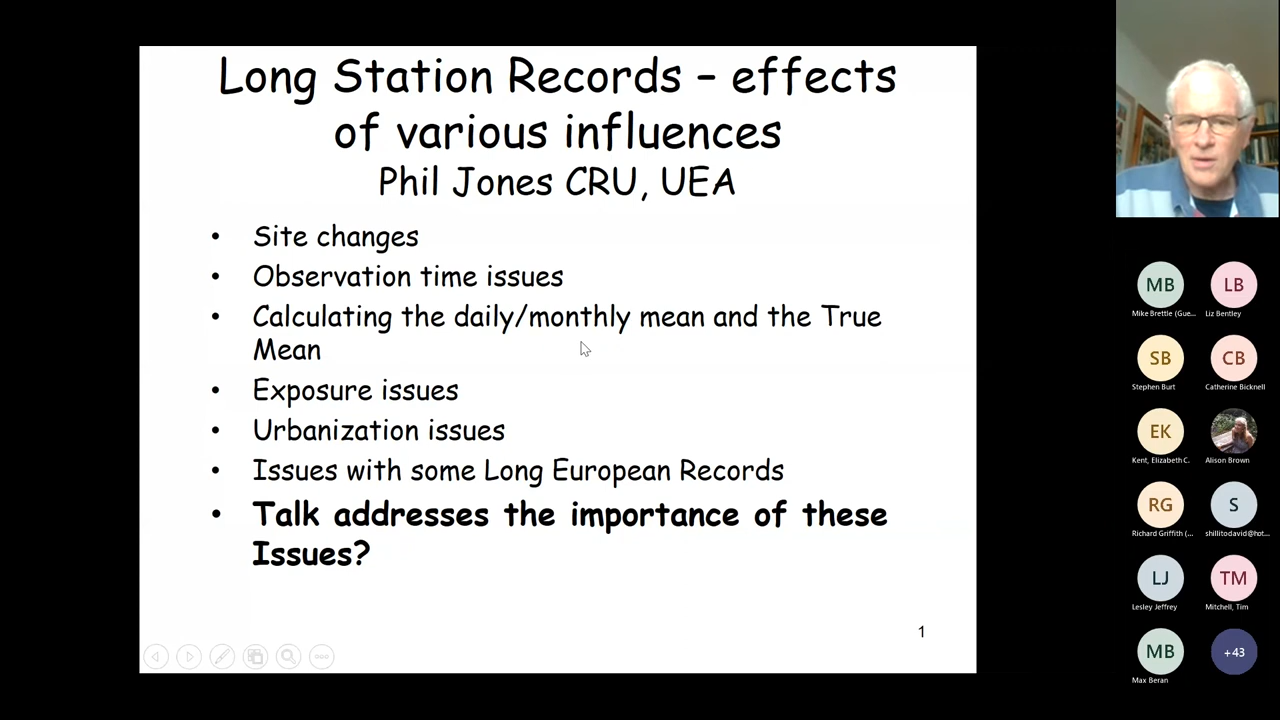 Long Station Records – effects
of various influences
Phil Jones CRU, UEA
• Site changes
• Observation time issues
• Calculating the daily/monthly mean and the True
Mean
• Exposure issues
• Urbanization issues
• Issues with some Long European Records
• Talk addresses the importance of these
Issues?
1
MB
LB
Mike Brettle (Gue...
Liz Bentley
SB
CB
Stephen Burt
Catherine Bicknell
EK
Kent, Elizabeth C.
Alison Brown
RG
S
Richard Griffith (...
shillitodavid@hot...
LJ
TM
Lesley Jeffrey
Mitchell, Tim
MB
+43
Max Beran